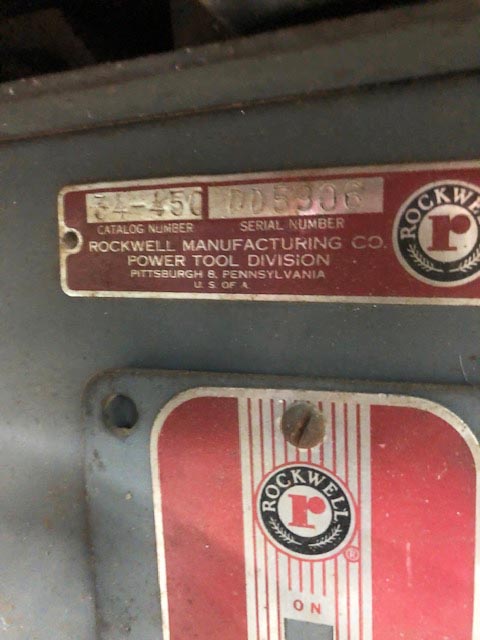 34-450 DD5906
CATALOG NUMBER SERIAL NUMBER
ROCKWELL MANUFACTURING CO.
POWER TOOL DIVISION
PITTSBURGH 8, PENNSYLVANIA
U. S. OF A.
ROCKWELL
r
ROCKWELL
r
®
ON